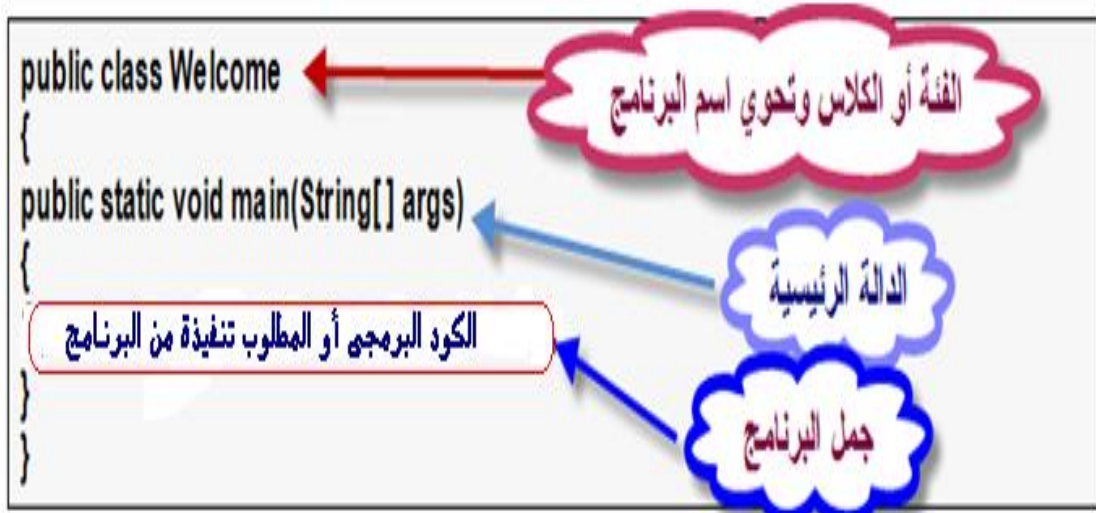 public class Welcome
الفئة أو الكلاس وتحوي اسم البرنامج
{
public static void main(String[ ] args)
الدالة الرئيسية
{
الكود البرمجى أو المطلوب تنفيذة من البرنامج
جمل البرنامج
}
}